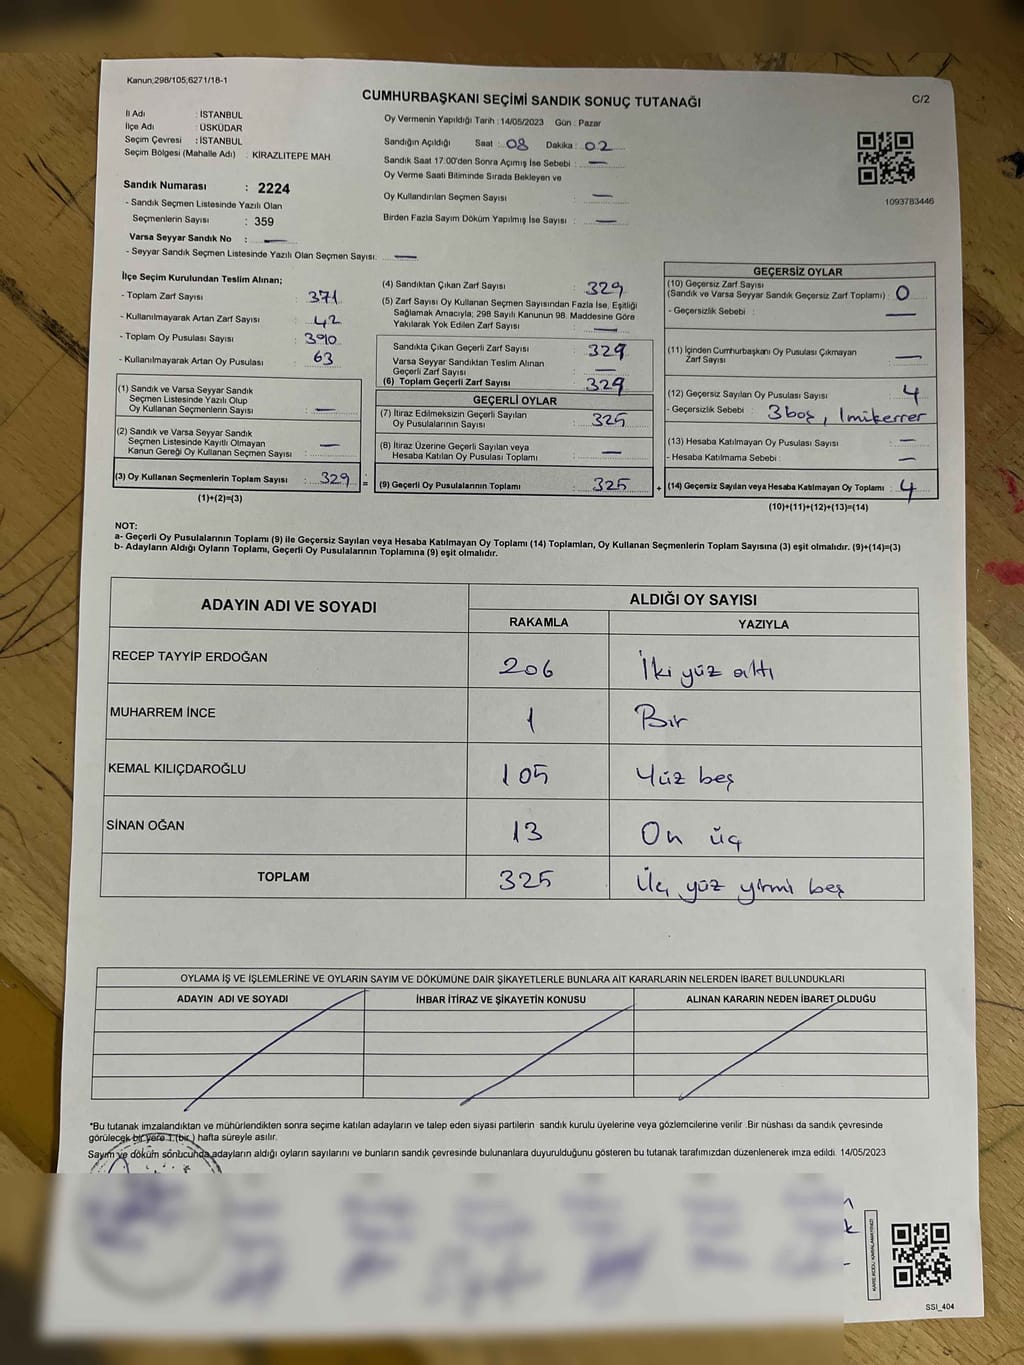 Kanun,298/105,6271/18-1
CUMHURBAŞKANI SEÇİMİ SANDIK SONUÇ TUTANAĞI
C/2
İli Adı : İSTANBUL
İlçe Adı : ÜSKÜDAR
Seçim Çevresi : İSTANBUL
Seçim Bölgesi (Mahalle Adı) : KİRAZLITEPE MAH
Sandık Numarası : 2224
- Sandık Seçmen Listesinde Yazılı Olan
Seçmenlerin Sayısı : 359
Varsa Seyyar Sandık No : —
- Seyyar Sandık Seçmen Listesinde Yazılı Olan Seçmen Sayısı. —
Oy Vermenin Yapıldığı Tarih : 14/05/2023 Gün : Pazar
Sandığın Açıldığı Saat : 08 Dakika : 02
Sandık Saat 17:00'den Sonra Açımış İse Sebebi : —
Oy Verme Saati Bitiminde Sırada Bekleyen ve
Oy Kullandırılan Seçmen Sayısı —
Birden Fazla Sayım Döküm Yapılmış İse Sayısı : —
1093783446
İlçe Seçim Kurulundan Teslim Alınan;
- Toplam Zarf Sayısı : 371
- Kullanılmayarak Artan Zarf Sayısı : 42
- Toplam Oy Pusulası Sayısı : 390
- Kullanılmayarak Artan Oy Pusulası : 63
(1) Sandık ve Varsa Seyyar Sandık
Seçmen Listesinde Yazılı Olup
Oy Kullanan Seçmenlerin Sayısı : —
(2) Sandık ve Varsa Seyyar Sandık
Seçmen Listesinde Kayıtlı Olmayan
Kanun Gereği Oy Kullanan Seçmen Sayısı : —
(3) Oy Kullanan Seçmenlerin Toplam Sayısı : 329 =
(1)+(2)=(3)
(4) Sandıktan Çıkan Zarf Sayısı : 329
(5) Zarf Sayısı Oy Kullanan Seçmen Sayısından Fazla İse, Eşitliği
Sağlamak Amacıyla; 298 Sayılı Kanunun 98. Maddesine Göre
Yakılarak Yok Edilen Zarf Sayısı : —
Sandıkta Çıkan Geçerli Zarf Sayısı : 329
Varsa Seyyar Sandıktan Teslim Alınan
Geçerli Zarf Sayısı : —
(6) Toplam Geçerli Zarf Sayısı : 329
GEÇERLİ OYLAR
(7) İtiraz Edilmeksizin Geçerli Sayılan
Oy Pusulalarının Sayısı : 325
(8) İtiraz Üzerine Geçerli Sayılan veya
Hesaba Katılan Oy Pusulası Toplamı : —
(9) Geçerli Oy Pusulalarının Toplamı : 325 +
GEÇERSİZ OYLAR
(10) Geçersiz Zarf Sayısı
(Sandık ve Varsa Seyyar Sandık Geçersiz Zarf Toplamı) : 0
- Geçersizlik Sebebi : —
(11) İçinden Cumhurbaşkanı Oy Pusulası Çıkmayan
Zarf Sayısı : —
(12) Geçersiz Sayılan Oy Pusulası Sayısı : 4
- Geçersizlik Sebebi : 3 boş, 1 mükerrer
(13) Hesaba Katılmayan Oy Pusulası Sayısı : —
- Hesaba Katılmama Sebebi : —
(14) Geçersiz Sayılan veya Hesaba Katılmayan Oy Toplamı : 4
(10)+(11)+(12)+(13)=(14)
NOT:
a- Geçerli Oy Pusulalarının Toplamı (9) ile Geçersiz Sayılan veya Hesaba Katılmayan Oy Toplamı (14) Toplamları, Oy Kullanan Seçmenlerin Toplam Sayısına (3) eşit olmalıdır. (9)+(14)=(3)
b- Adayların Aldığı Oyların Toplamı, Geçerli Oy Pusulalarının Toplamına (9) eşit olmalıdır.
ADAYIN ADI VE SOYADI ALDIĞI OY SAYISI
RAKAMLA YAZIYLA
RECEP TAYYİP ERDOĞAN 206 İki yüz altı
MUHARREM İNCE 1 Bir
KEMAL KILIÇDAROĞLU 105 Yüz beş
SİNAN OĞAN 13 On üç
TOPLAM 325 Üç yüz yirmi beş
OYLAMA İŞ VE İŞLEMLERİNE VE OYLARIN SAYIM VE DÖKÜMÜNE DAİR ŞİKAYETLERLE BUNLARA AİT KARARLARIN NELERDEN İBARET BULUNDUKLARI
ADAYIN ADI VE SOYADI İHBAR İTİRAZ VE ŞİKAYETİN KONUSU ALINAN KARARIN NEDEN İBARET OLDUĞU
*Bu tutanak imzalandıktan ve mühürlendikten sonra seçime katılan adayların ve talep eden siyasi partilerin sandık kurulu üyelerine veya gözlemcilerine verilir .Bir nüshası da sandık çevresinde
görülecek bir yere 1 (bir ) hafta süreyle asılır.
Sayım ve döküm sonucunda adayların aldığı oyların sayılarını ve bunların sandık çevresinde bulunanlara duyurulduğunu gösteren bu tutanak tarafımızdan düzenlenerek imza edildi. 14/05/2023
KARE KODU KARALAMAYINIZ!
SSI_404